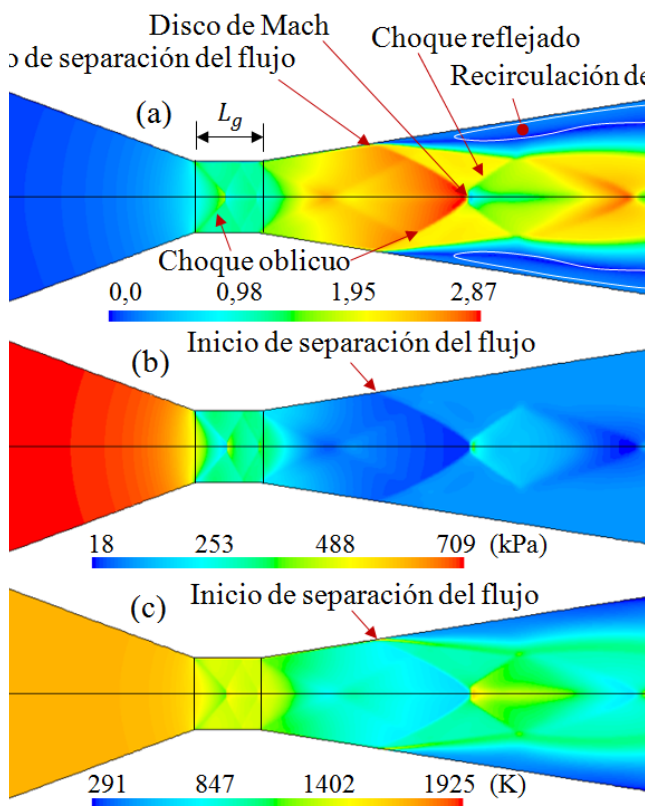 Disco de Mach
o de separación del flujo
Choque reflejado
Recirculación de
(a)
L_g
Choque oblicuo
0,0 0,98 1,95 2,87
(b)
Inicio de separación del flujo
18 253 488 709 (kPa)
(c)
Inicio de separación del flujo
291 847 1402 1925 (K)